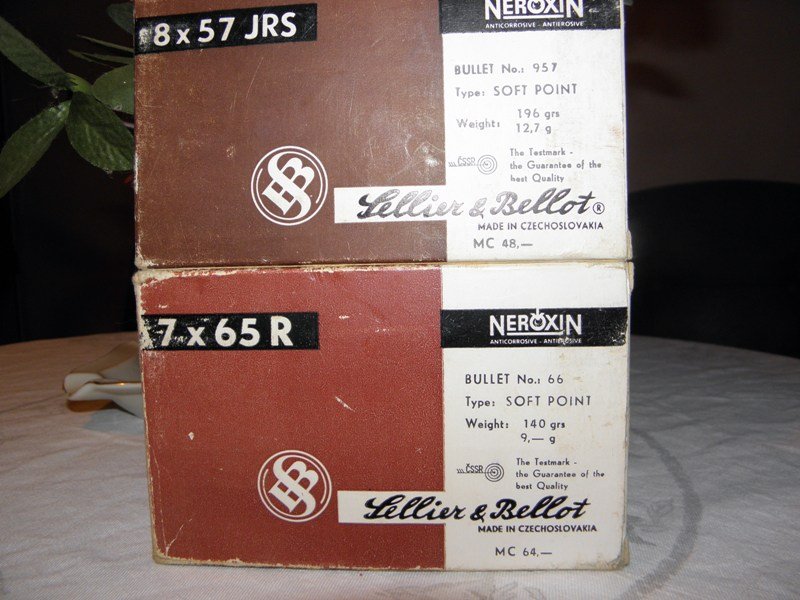 8 x 57 JRS
NEROXIN
ANTICORROSIVE - ANTIEROSIVE
BULLET No.: 957
Type: SOFT POINT
Weight: 196 grs
12,7 g
ČSSR
The Testmark -
the Guarantee of the
best Quality
SB
Sellier & Bellot®
MADE IN CZECHOSLOVAKIA
MC 48,—
7 x 65 R
NEROXIN
ANTICORROSIVE - ANTIEROSIVE
BULLET No.: 66
Type: SOFT POINT
Weight: 140 grs
9,— g
ČSSR
The Testmark -
the Guarantee of the
best Quality
SB
Sellier & Bellot
MADE IN CZECHOSLOVAKIA
MC 64,—